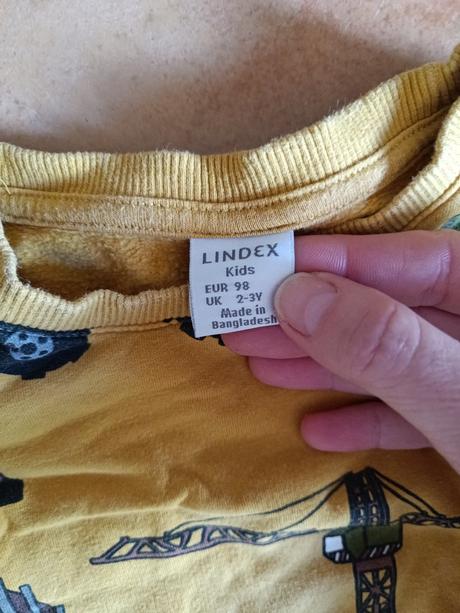 LINDEX
Kids
EUR 98
UK 2-3Y
Made in
Bangladesh